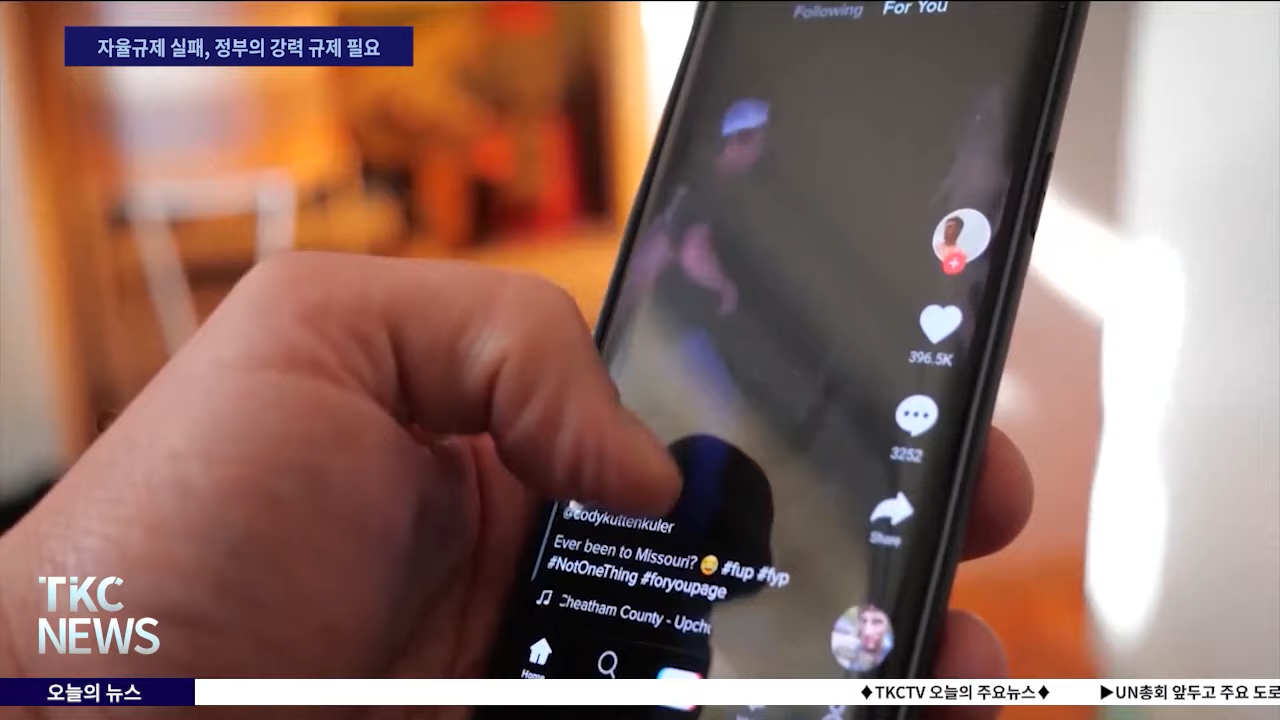 Following For You
자율규제 실패, 정부의 강력 규제 필요
396.5K
3252
Share
@codykuttenkuler
Ever been to Missouri? 😅 #fup #fyp
#NotOneThing #foryoupage
Cheatham County - Upchu
Home
TKC
NEWS
오늘의 뉴스
♦TKCTV 오늘의 주요뉴스♦ ▶UN총회 앞두고 주요 도로